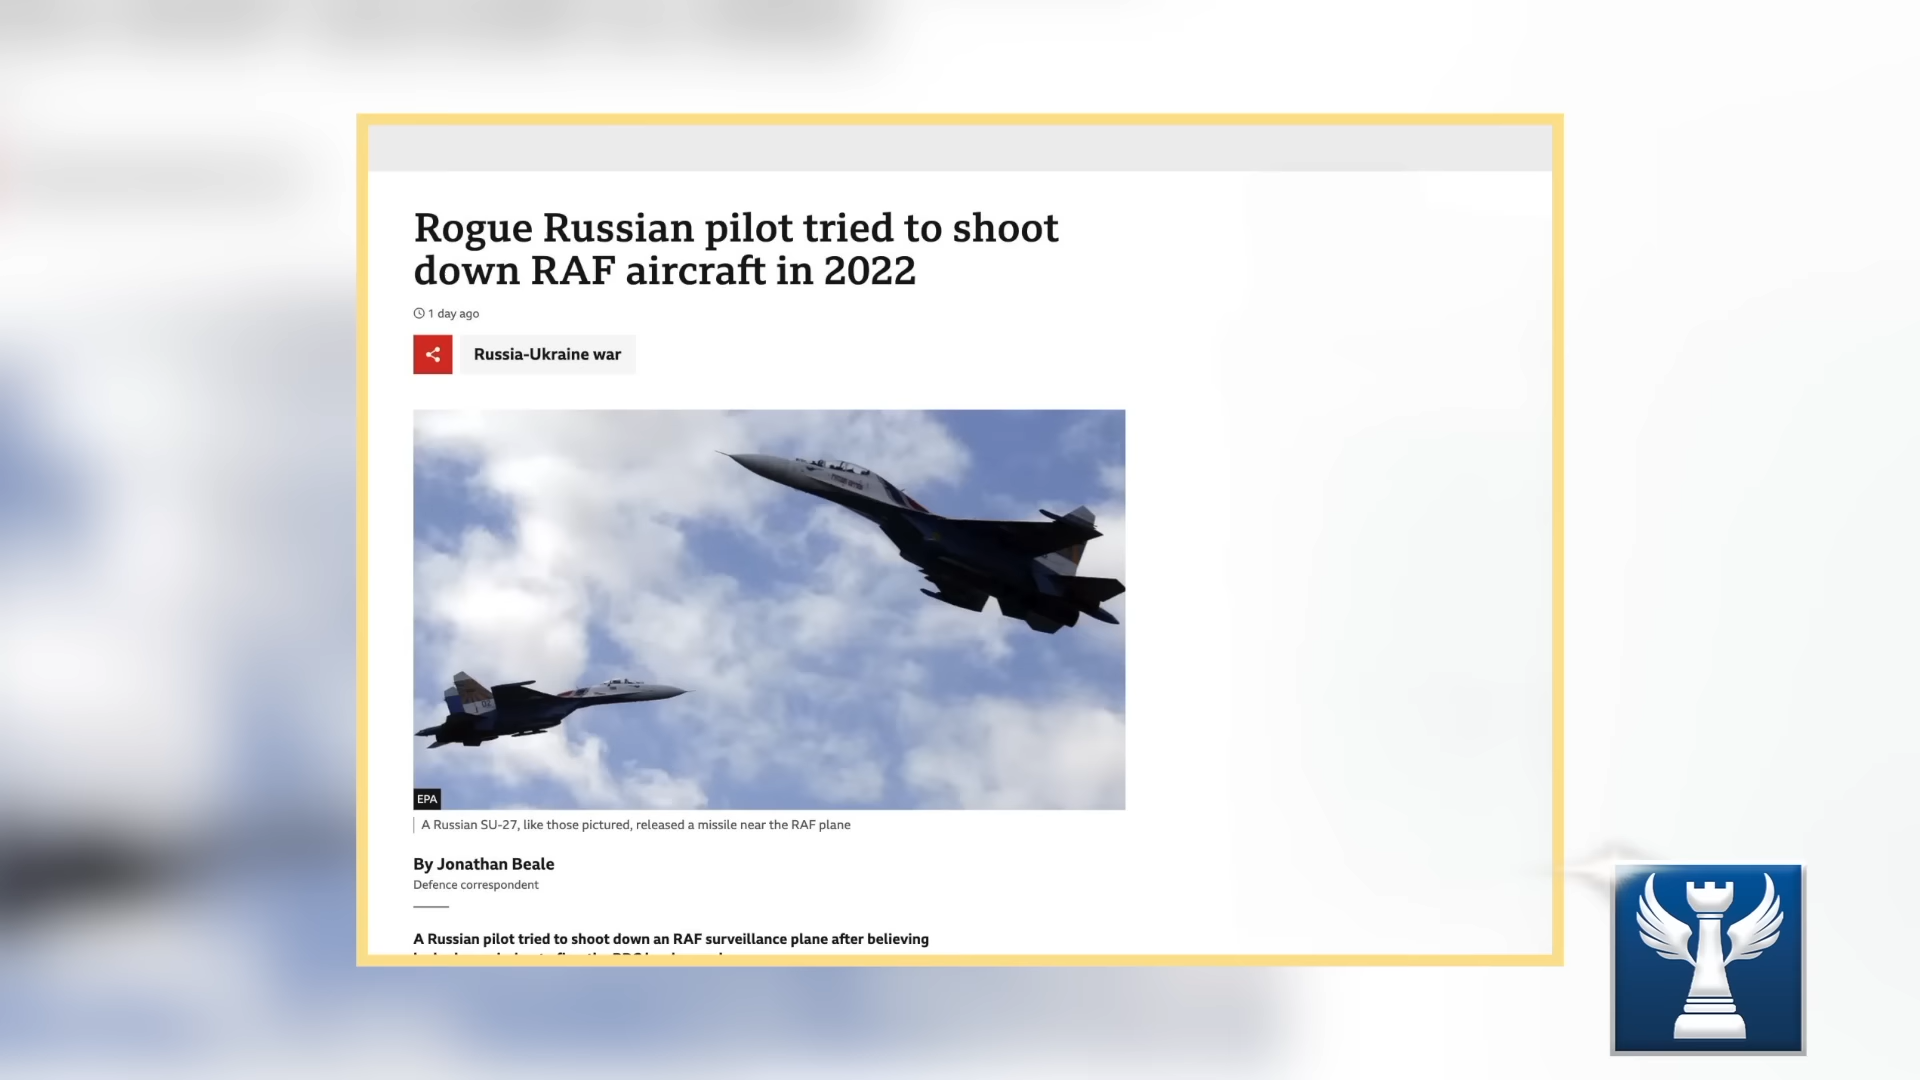 Rogue Russian pilot tried to shoot
down RAF aircraft in 2022
1 day ago
Russia-Ukraine war
EPA
A Russian SU-27, like those pictured, released a missile near the RAF plane
By Jonathan Beale
Defence correspondent
A Russian pilot tried to shoot down an RAF surveillance plane after believing